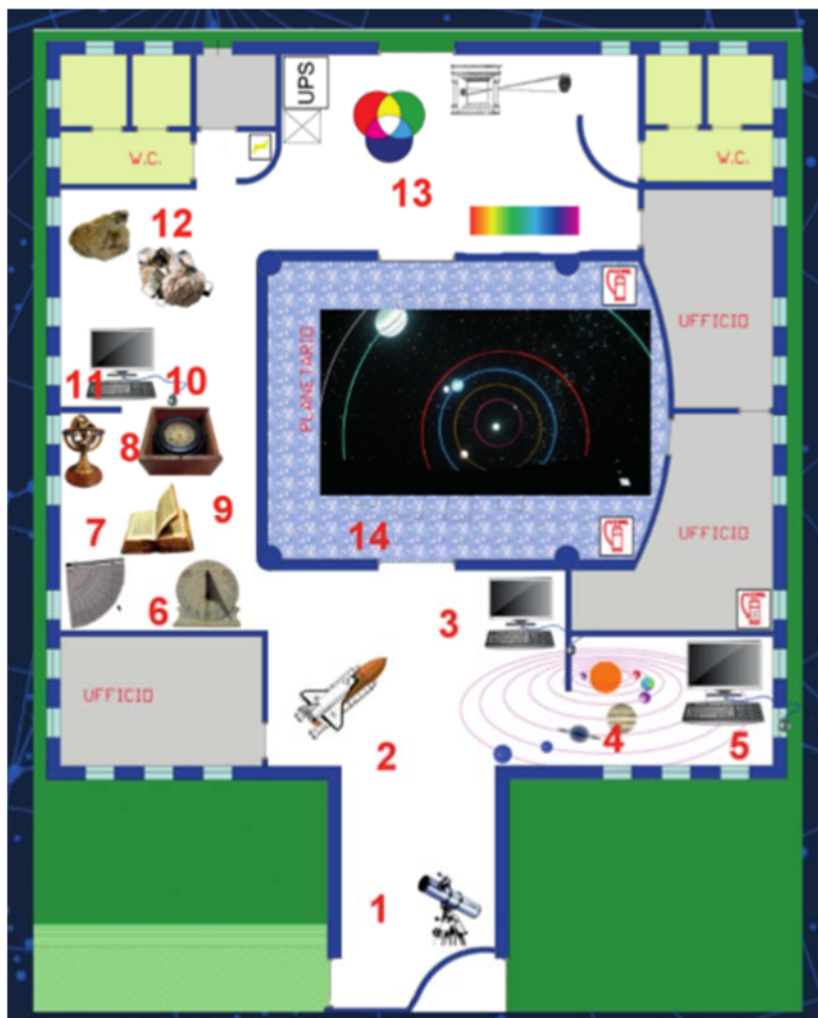 UPS
W.C.
W.C.
13
12
UFFICIO
PLANETARIO
11
10
8
9
7
UFFICIO
14
6
3
UFFICIO
2
4
5
1